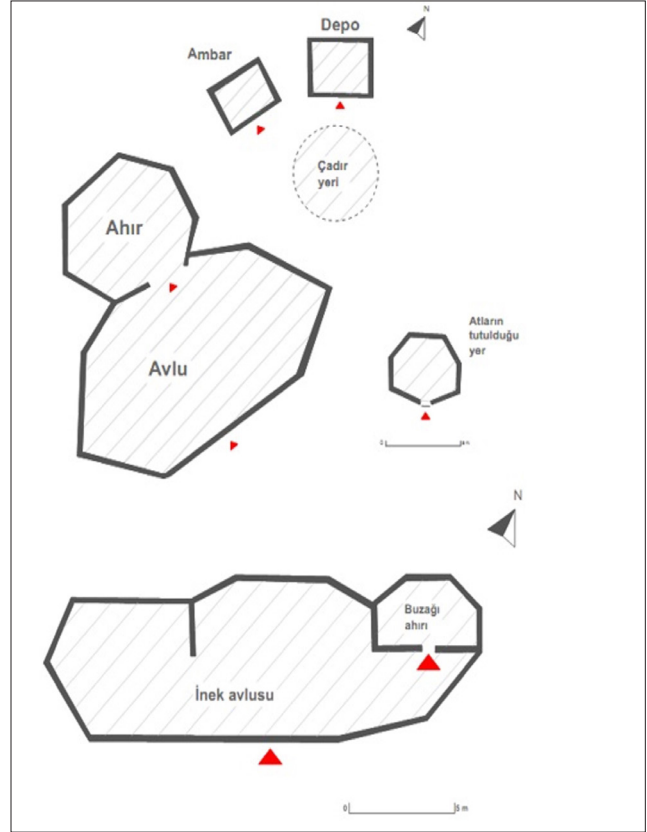 N
Depo
Ambar
Çadır
yeri
Ahır
Avlu
Atların
tutulduğu
yer
N
Buzağı
ahırı
İnek avlusu
0
5 m